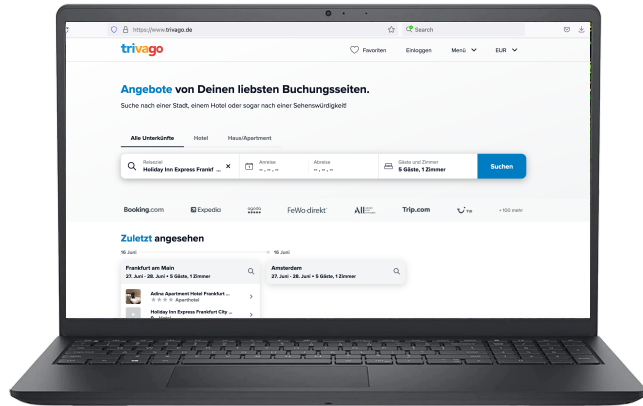 https://www.trivago.de
Search
trivago
Favoriten
Einloggen
Menü
EUR
Angebote von Deinen liebsten Buchungsseiten.
Suche nach einer Stadt, einem Hotel oder sogar nach einer Sehenswürdigkeit!
Alle Unterkünfte
Hotel
Haus/Apartment
Reiseziel
Holiday Inn Express Frankf ...
Anreise
-- . -- . --
Abreise
-- . -- . --
Gäste und Zimmer
5 Gäste, 1 Zimmer
Suchen
Booking.com
Expedia
agoda
FeWo-direkt
All
Trip.com
TUI
+100 mehr
Zuletzt angesehen
16 Juni
16 Juni
Frankfurt am Main
27. Juni - 28. Juni • 5 Gäste, 1 Zimmer
Amsterdam
27. Juni - 28. Juni • 5 Gäste, 1 Zimmer
Adina Apartment Hotel Frankfurt ...
Aparthotel
Holiday Inn Express Frankfurt City ...